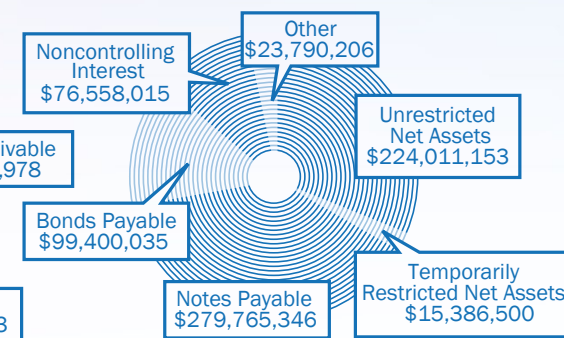 Other
$23,790,206
Noncontrolling
Interest
$76,558,015
Unrestricted
Net Assets
$224,011,153
,978
Bonds Payable
$99,400,035
Temporarily
Restricted Net Assets
$15,386,500
Notes Payable
$279,765,346